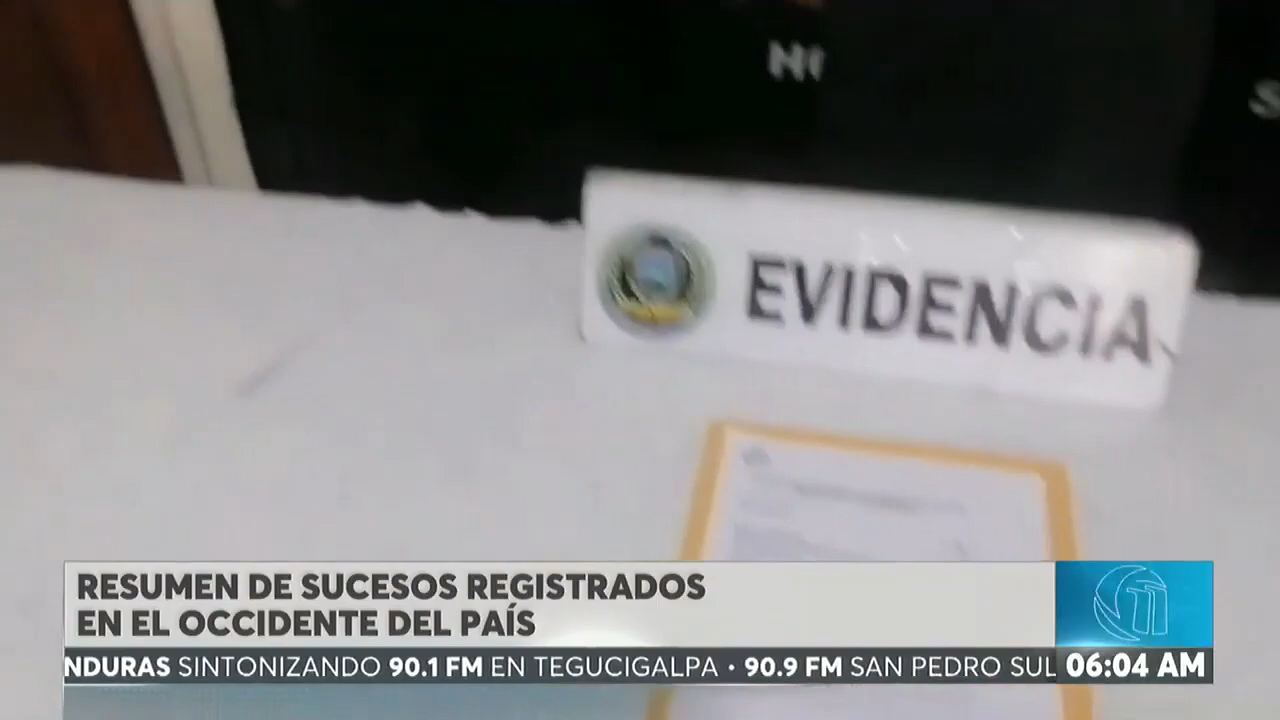 EVIDENCIA
RESUMEN DE SUCESOS REGISTRADOS
EN EL OCCIDENTE DEL PAÍS
NDURAS SINTONIZANDO 90.1 FM EN TEGUCIGALPA • 90.9 FM SAN PEDRO SUL
06:04 AM